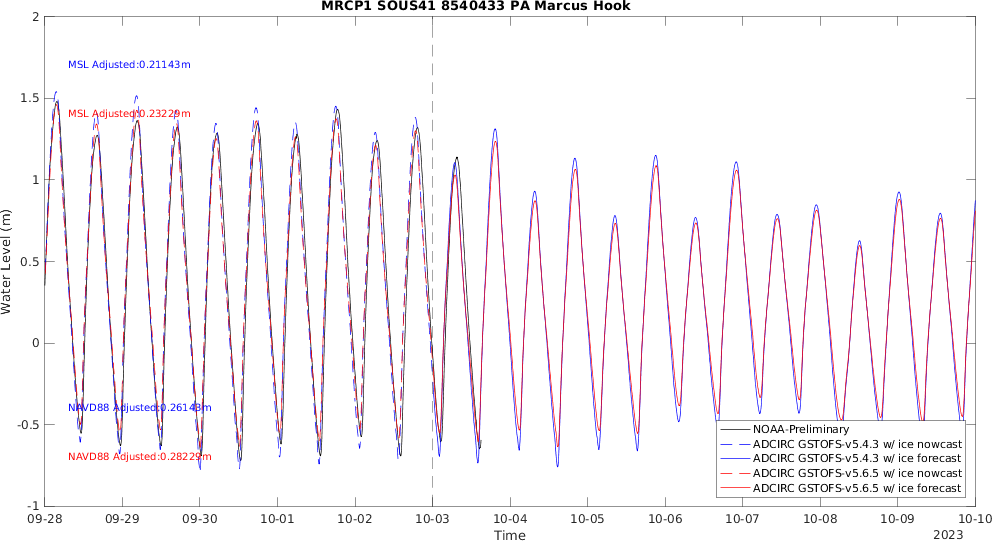 MRCP1 SOUS41 8540433 PA Marcus Hook
2
1.5
1
0.5
0
-0.5
-1
Water Level (m)
MSL Adjusted:0.21143m
MSL Adjusted:0.23229m
NAVD88 Adjusted:0.26143m
NAVD88 Adjusted:0.28229m
NOAA-Preliminary
ADCIRC GSTOFS-v5.4.3 w/ ice nowcast
ADCIRC GSTOFS-v5.4.3 w/ ice forecast
ADCIRC GSTOFS-v5.6.5 w/ ice nowcast
ADCIRC GSTOFS-v5.6.5 w/ ice forecast
09-28 09-29 09-30 10-01 10-02 10-03 10-04 10-05 10-06 10-07 10-08 10-09 10-10
Time
2023